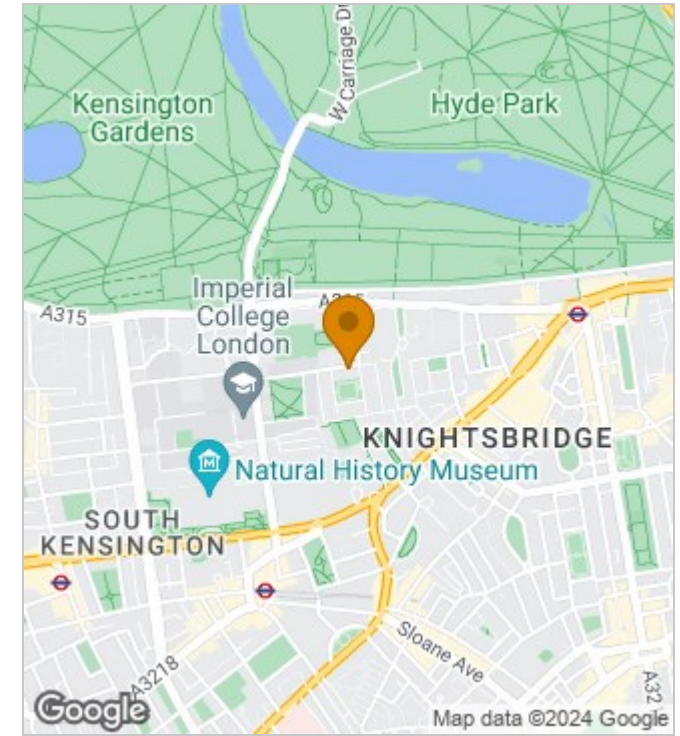 W Carriage Dr
Kensington
Gardens
Hyde Park
Imperial
College
London
A315
A315
KNIGHTSBRIDGE
Natural History Museum
SOUTH
KENSINGTON
Sloane Ave
A3218
Google
Map data ©2024 Google